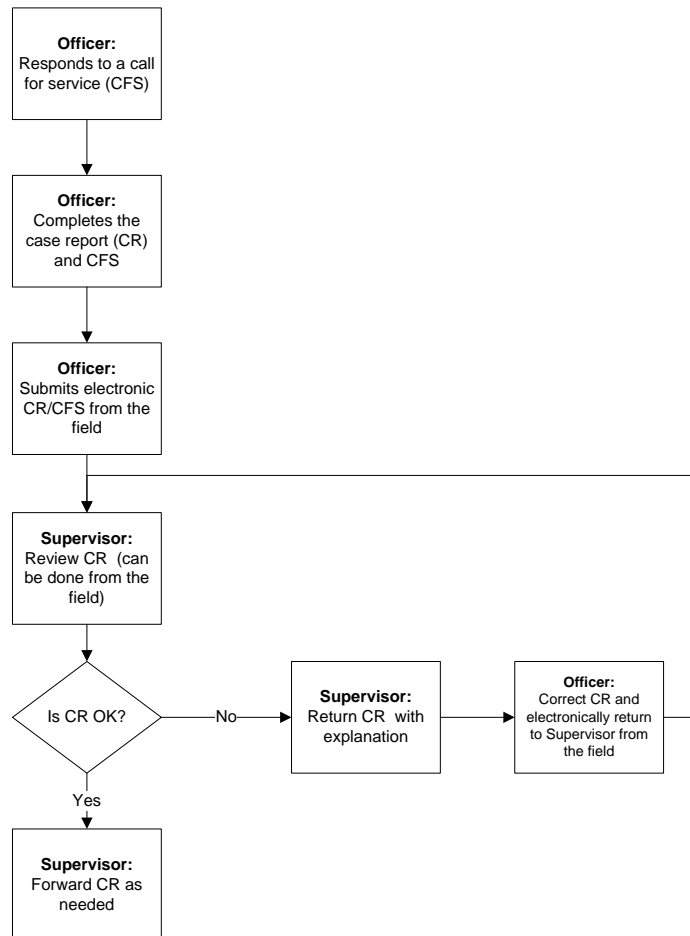 Officer:
Responds to a call
for service (CFS)
Officer:
Completes the
case report (CR)
and CFS
Officer:
Submits electronic
CR/CFS from the
field
Supervisor:
Review CR (can
be done from the
field)
Is CR OK?
No
Supervisor:
Return CR with
explanation
Officer:
Correct CR and
electronically return
to Supervisor from
the field
Yes
Supervisor:
Forward CR as
needed